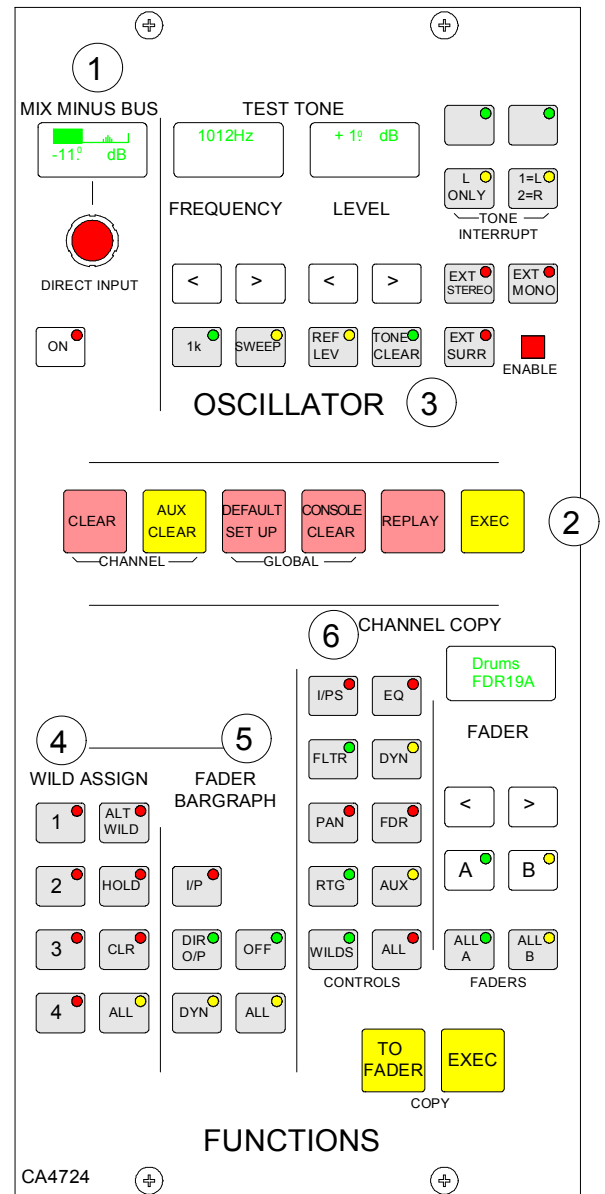 1
MIX MINUS BUS
TEST TONE
-11.0 dB
1012Hz
+ 1.0 dB
L
ONLY
1=L
2=R
TONE
INTERRUPT
FREQUENCY
LEVEL
DIRECT INPUT
<
>
<
>
EXT
STEREO
EXT
MONO
ON
1k
SWEEP
REF
LEV
TONE
CLEAR
EXT
SURR
ENABLE
OSCILLATOR
3
CLEAR
AUX
CLEAR
DEFAULT
SET UP
CONSOLE
CLEAR
REPLAY
EXEC
2
CHANNEL
GLOBAL
6
CHANNEL COPY
Drums
FDR19A
I/PS
EQ
FADER
4
5
WILD ASSIGN
FADER
BARGRAPH
FLTR
DYN
1
ALT
WILD
PAN
FDR
<
>
2
HOLD
I/P
RTG
AUX
A
B
3
CLR
DIR
O/P
OFF
WILDS
ALL
ALL
A
ALL
B
CONTROLS
FADERS
4
ALL
DYN
ALL
TO
FADER
EXEC
COPY
FUNCTIONS
CA4724